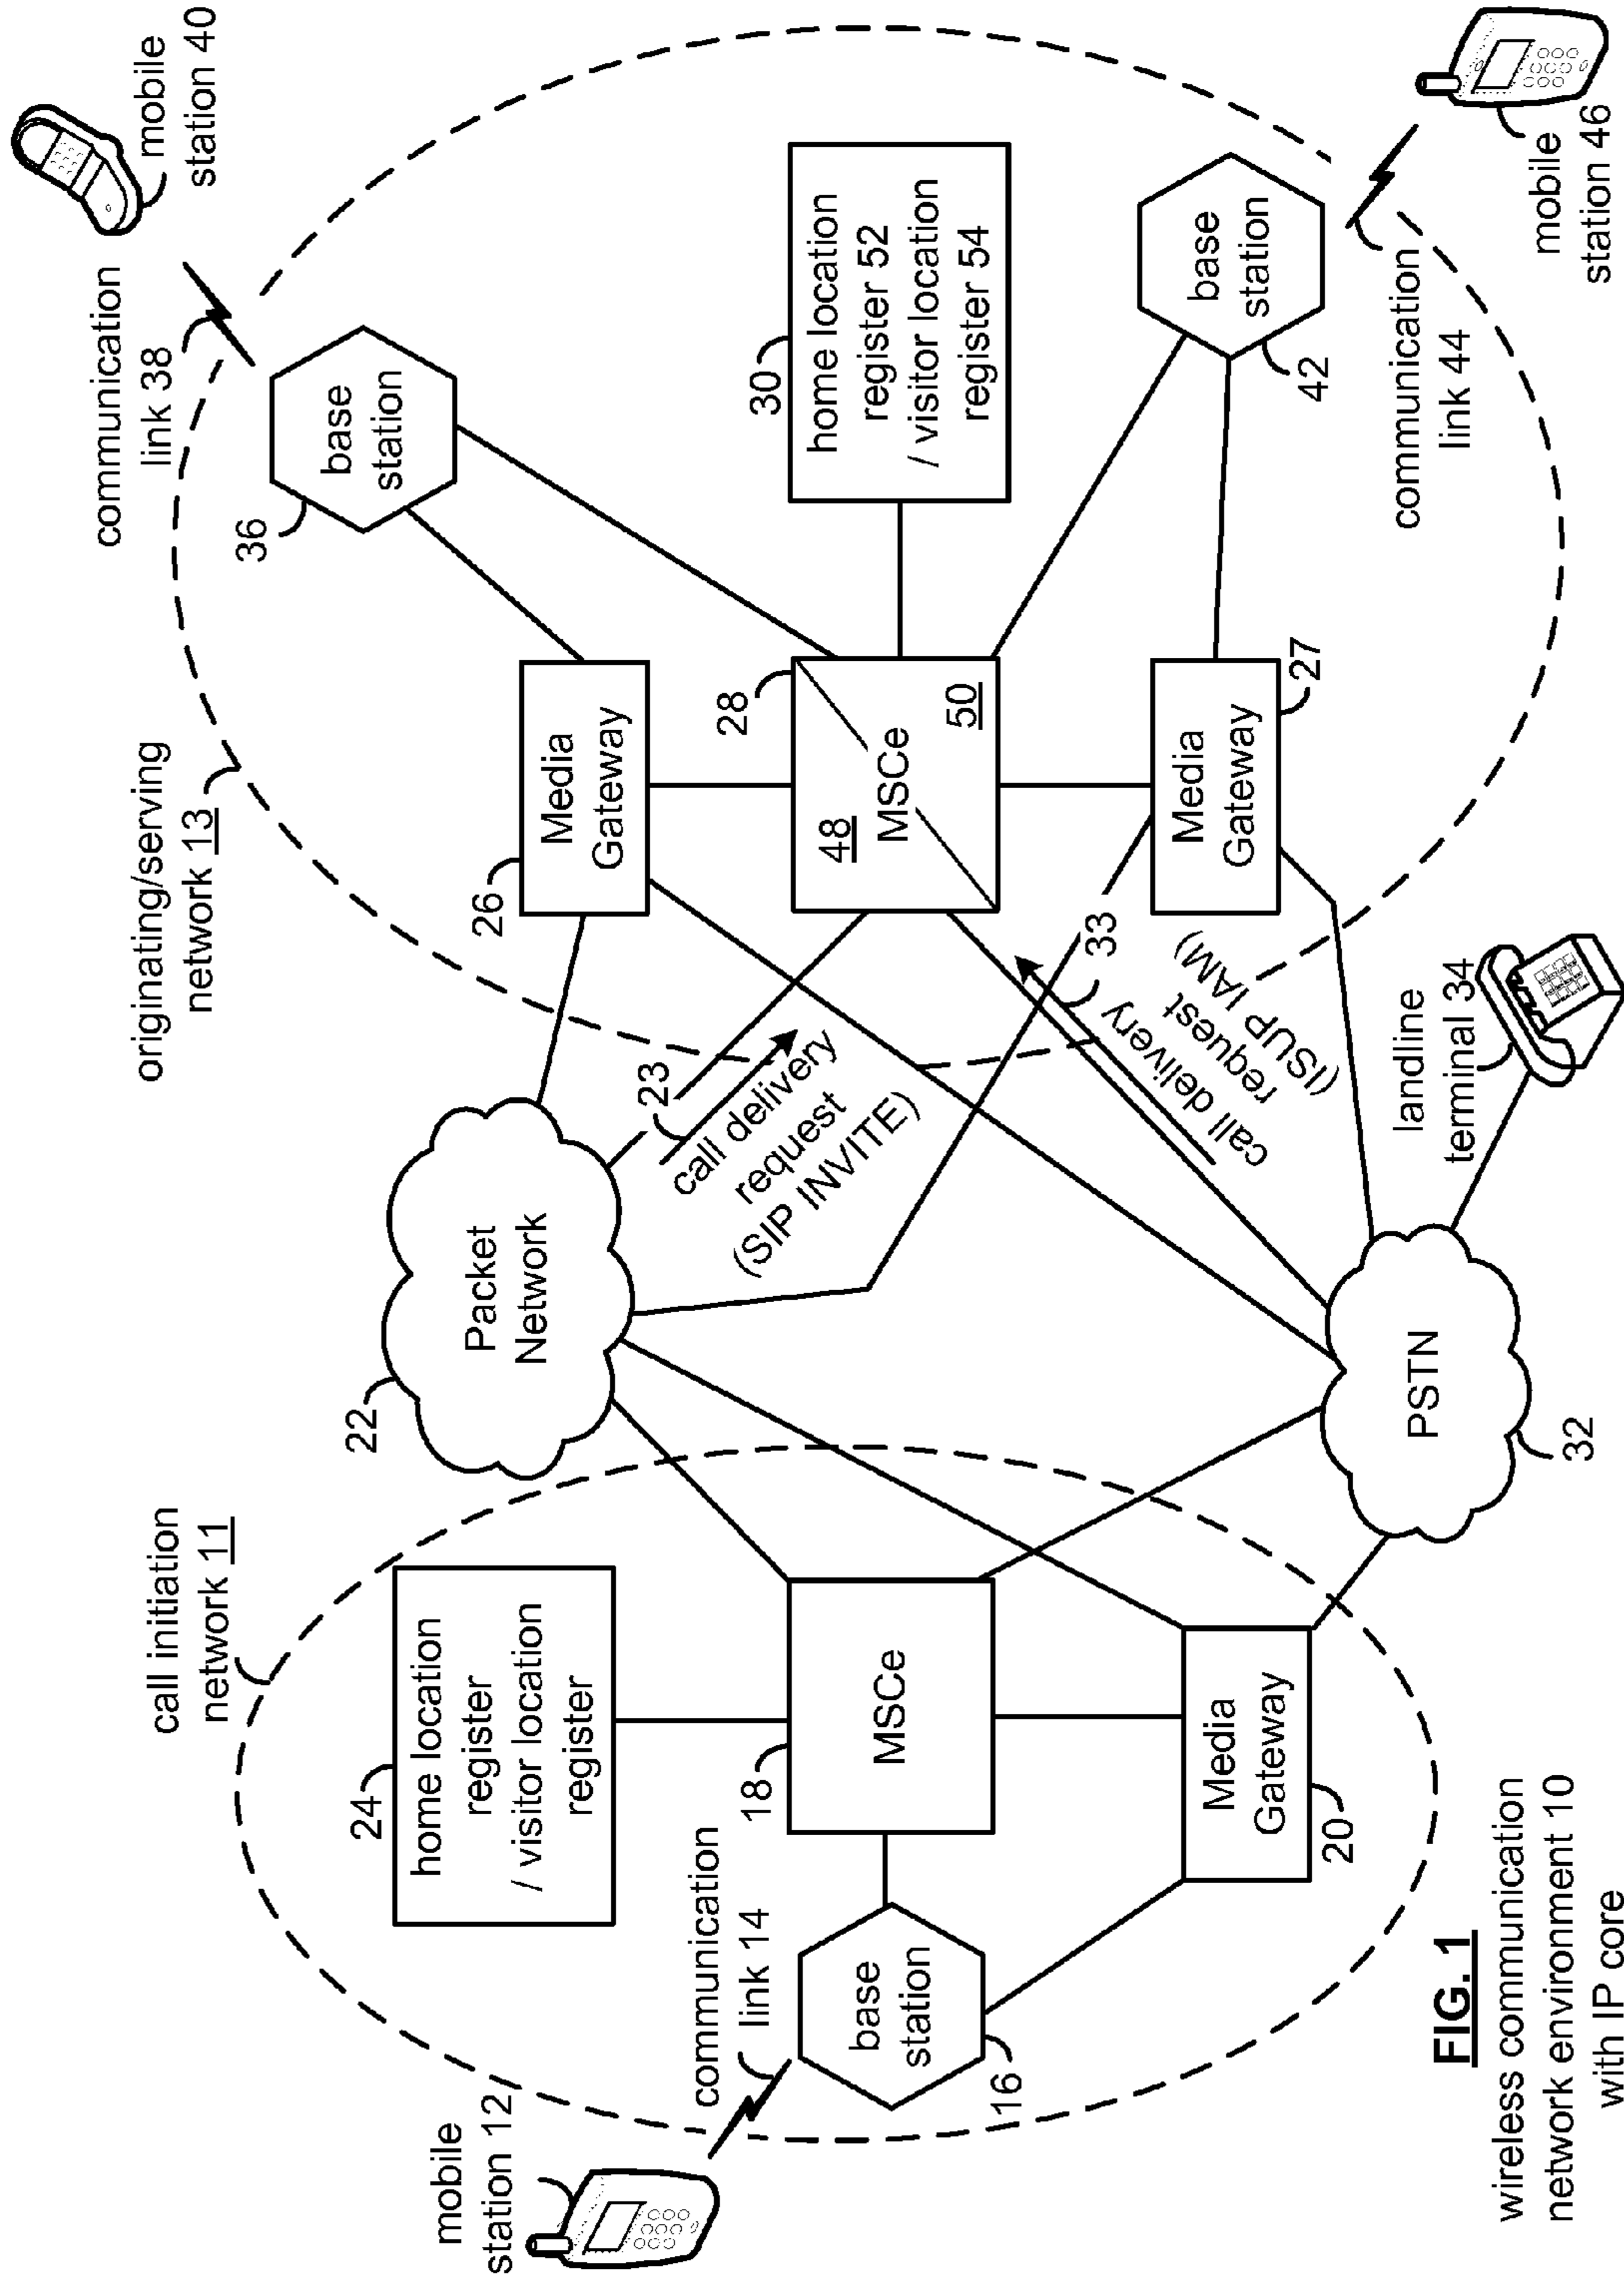 originating/serving
network 13
call initiation
network 11
communication
link 38
mobile
station 40
36
base
station
22
Packet
Network
24
home location
register
/ visitor location
register
26
Media
Gateway
23
call delivery
request
(SIP INVITE)
mobile
station 12
communication
link 14
18
MSCe
28
48
MSCe
50
30
home location
register 52
/ visitor location
register 54
base
station
16
33
call delivery
request
(ISUP IAM)
Media
Gateway
20
Media
Gateway
27
base
station
42
PSTN
32
landline
terminal 34
communication
link 44
mobile
station 46
FIG. 1
wireless communication
network environment 10
with IP core